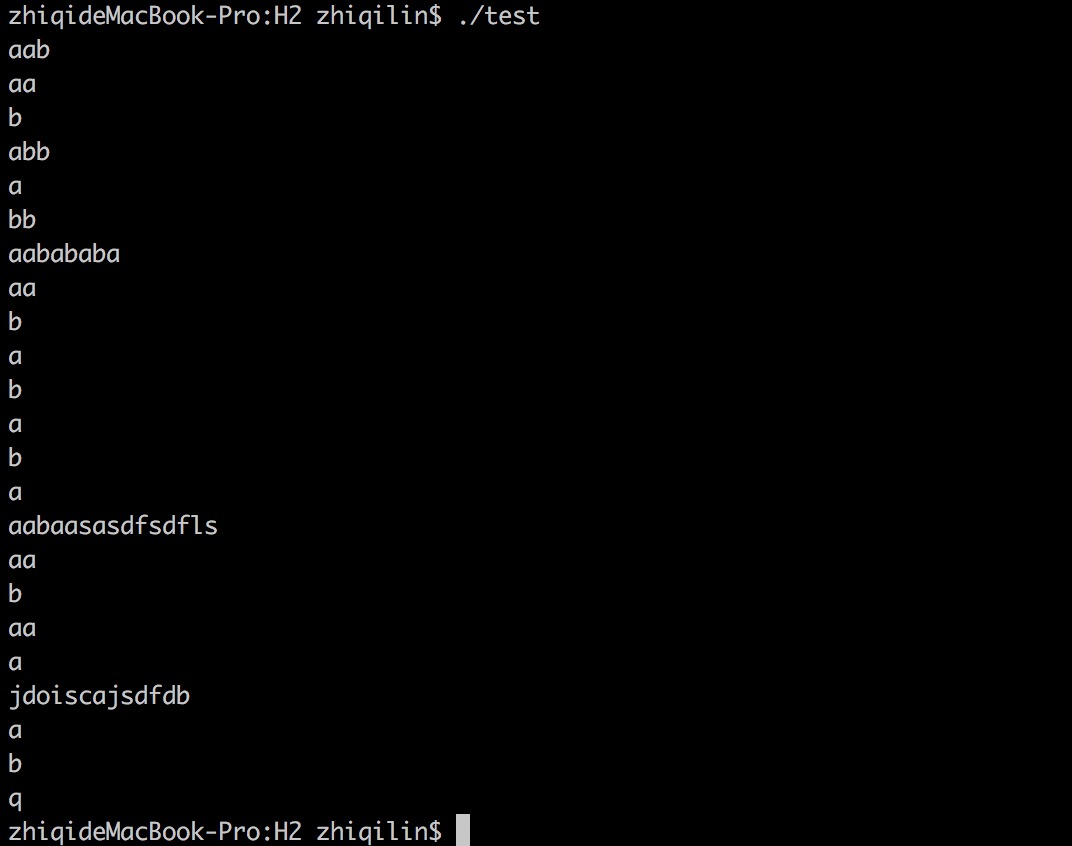 zhiqideMacBook-Pro:H2 zhiqilin$ ./test
aab
aa
b
abb
a
bb
aabababa
aa
b
a
b
a
b
a
aabaasasdfsdfls
aa
b
aa
a
jdoiscajsdfdb
a
b
q
zhiqideMacBook-Pro:H2 zhiqilin$